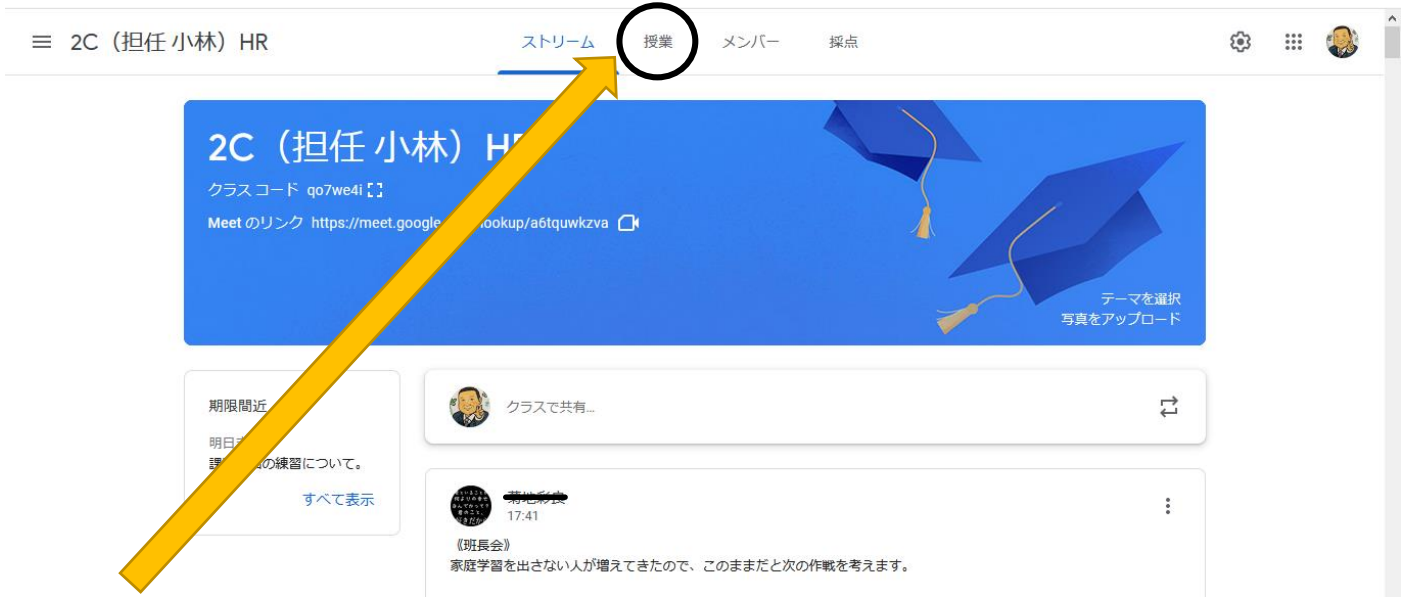 2C（担任 小林）HR
ストリーム
授業
メンバー
採点
2C（担任 小林）H
クラス コード qo7we4i
Meet のリンク https://meet.google ookup/a6tquwkzva
テーマを選択
写真をアップロード
期限間近
明日
の練習について。
すべて表示
クラスで共有...
17:41
《班長会》
家庭学習を出さない人が増えてきたので、このままだと次の作戦を考えます。